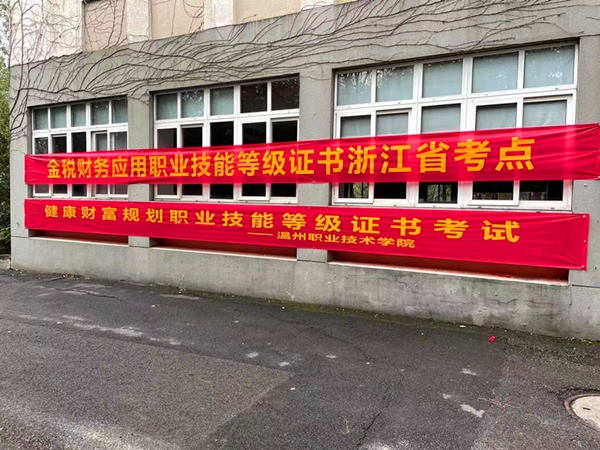 金税财务应用职业技能等级证书浙江省考点
健康财富规划职业技能等级证书考试
——温州职业技术学院